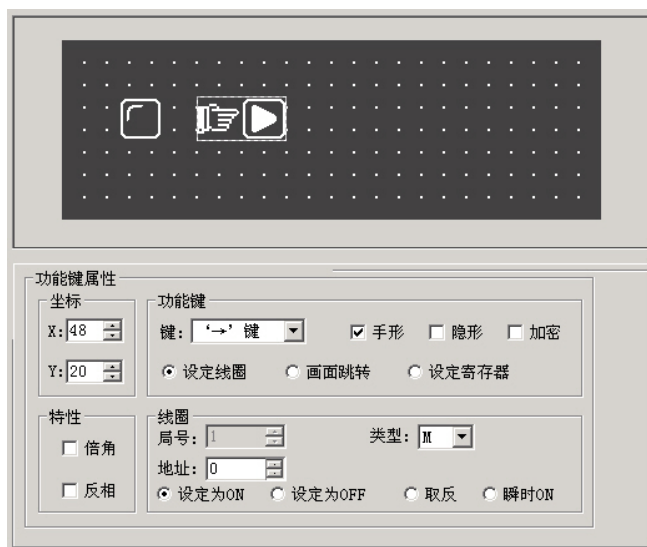 功能键属性
坐标
X: 48
Y: 20
功能键
键: ‘→’ 键
手形
隐形
加密
设定线圈
画面跳转
设定寄存器
特性
倍角
反相
线圈
局号: 1
类型: M
地址: 0
设定为ON
设定为OFF
取反
瞬时ON